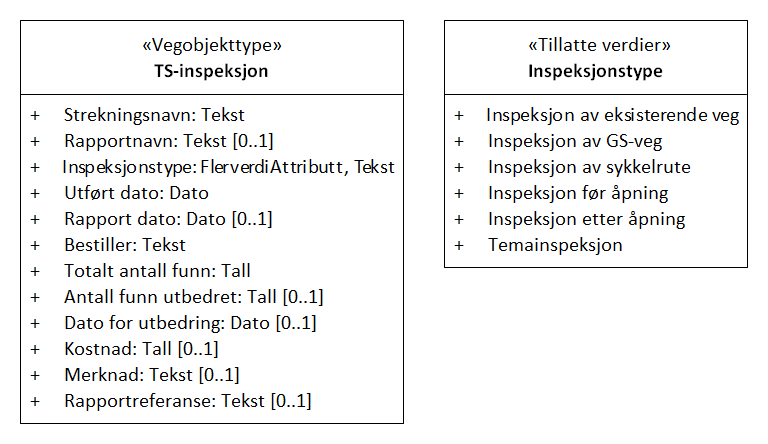 «Vegobjekttype»
TS-inspeksjon
+ Strekningsnavn: Tekst
+ Rapportnavn: Tekst [0..1]
+ Inspeksjonstype: FlerverdiAttributt, Tekst
+ Utført dato: Dato
+ Rapport dato: Dato [0..1]
+ Bestiller: Tekst
+ Totalt antall funn: Tall
+ Antall funn utbedret: Tall [0..1]
+ Dato for utbedring: Dato [0..1]
+ Kostnad: Tall [0..1]
+ Merknad: Tekst [0..1]
+ Rapportreferanse: Tekst [0..1]
«Tillatte verdier»
Inspeksjonstype
+ Inspeksjon av eksisterende veg
+ Inspeksjon av GS-veg
+ Inspeksjon av sykkelrute
+ Inspeksjon før åpning
+ Inspeksjon etter åpning
+ Temainspeksjon